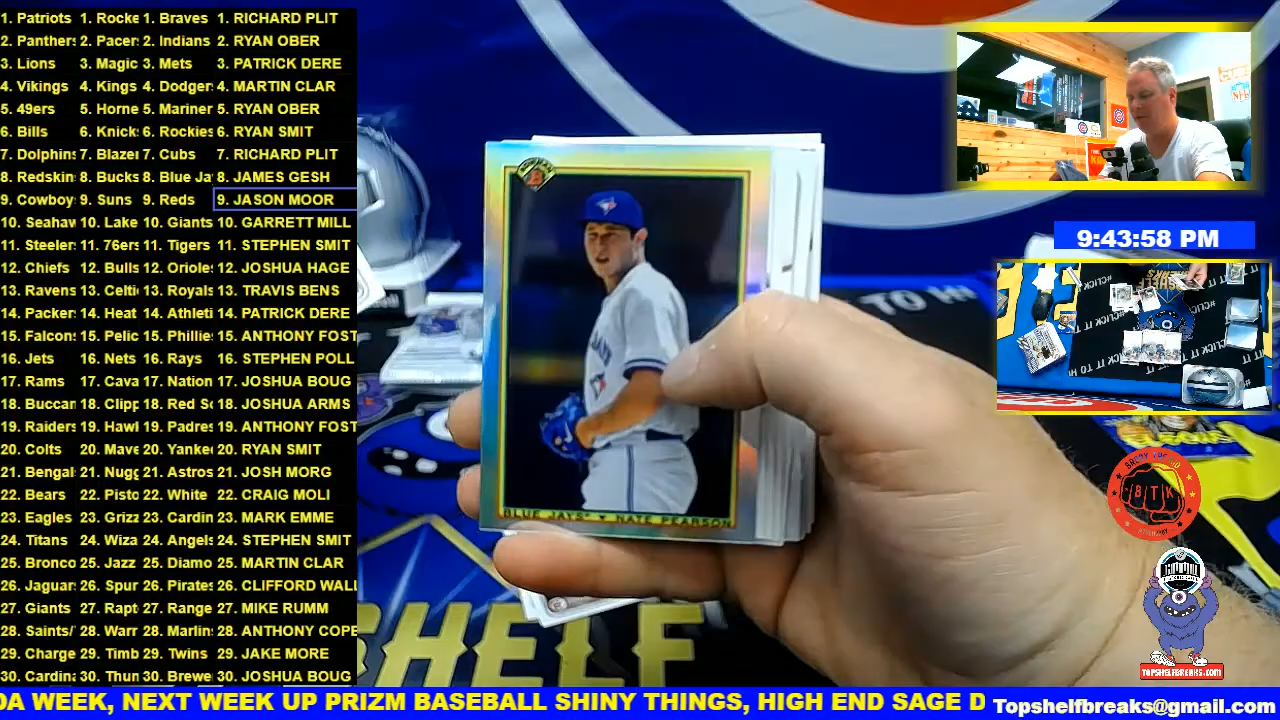 1. Patriots 1. Rocke 1. Braves 1. RICHARD PLIT
2. Panthers 2. Pacer 2. Indians 2. RYAN OBER
3. Lions 3. Magic 3. Mets 3. PATRICK DERE
4. Vikings 4. Kings 4. Dodger 4. MARTIN CLAR
5. 49ers 5. Horne 5. Mariner 5. RYAN OBER
6. Bills 6. Knick 6. Rockies 6. RYAN SMIT
7. Dolphins 7. Blazer 7. Cubs 7. RICHARD PLIT
8. Redskin 8. Bucks 8. Blue Ja 8. JAMES GESH
9. Cowboy 9. Suns 9. Reds 9. JASON MOOR
10. Seahaw 10. Lake 10. Giants 10. GARRETT MILL
11. Steeler 11. 76ers 11. Tigers 11. STEPHEN SMIT
12. Chiefs 12. Bulls 12. Oriole 12. JOSHUA HAGE
13. Ravens 13. Celti 13. Royals 13. TRAVIS BENS
14. Packer 14. Heat 14. Athleti 14. PATRICK DERE
15. Falcon 15. Pelic 15. Phillie 15. ANTHONY FOST
16. Jets 16. Nets 16. Rays 16. STEPHEN POLL
17. Rams 17. Cava 17. Nation 17. JOSHUA BOUG
18. Buccan 18. Clipp 18. Red So 18. JOSHUA ARMS
19. Raiders 19. Hawl 19. Padres 19. ANTHONY FOST
20. Colts 20. Mave 20. Yankee 20. RYAN SMIT
21. Bengal 21. Nugg 21. Astros 21. JOSH MORG
22. Bears 22. Pisto 22. White 22. CRAIG MOLI
23. Eagles 23. Grizz 23. Cardin 23. MARK EMME
24. Titans 24. Wiza 24. Angels 24. STEPHEN SMIT
25. Bronco 25. Jazz 25. Diamo 25. MARTIN CLAR
26. Jaguar 26. Spur 26. Pirates 26. CLIFFORD WALL
27. Giants 27. Rapt 27. Range 27. MIKE RUMM
28. Saints/ 28. Warr 28. Marlins 28. ANTHONY COPE
29. Charge 29. Timb 29. Twins 29. JAKE MORE
30. Cardina 30. Thun 30. Brewe 30. JOSHUA BOUG
BLUE JAYS • NATE PEARSON
TO HI
SHELF
9:43:58 PM
#CLICK IT
BTK
TOPSHELFBREAKS.COM
DA WEEK, NEXT WEEK UP PRIZM BASEBALL SHINY THINGS, HIGH END SAGE D
Topshelfbreaks@gmail.com